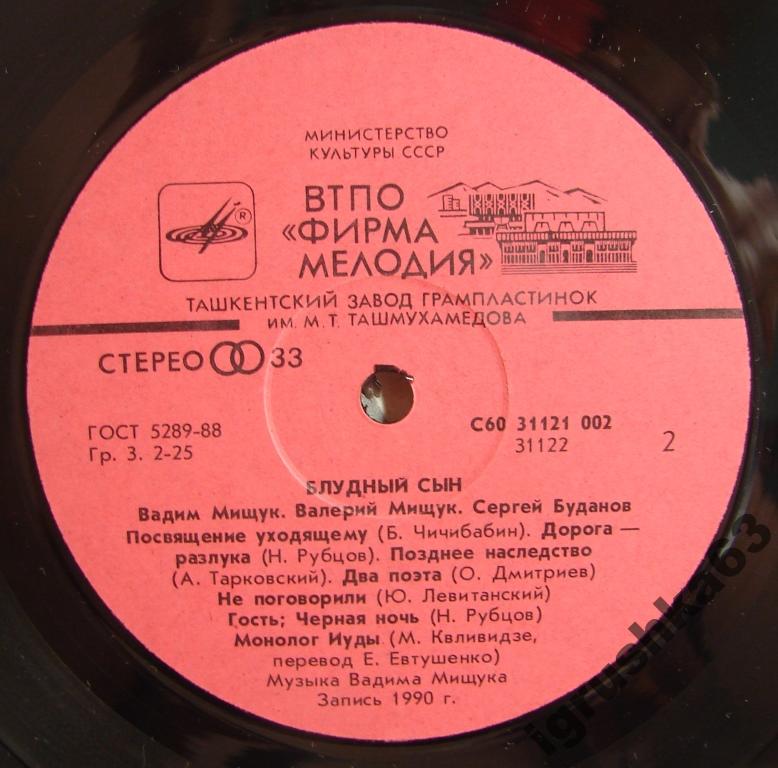 МИНИСТЕРСТВО
КУЛЬТУРЫ СССР
ВТПО
«ФИРМА
МЕЛОДИЯ»
®
ТАШКЕНТСКИЙ ЗАВОД ГРАМПЛАСТИНОК
ИМ. М. Т. ТАШМУХАМЕДОВА
СТЕРЕО 33
ГОСТ 5289-88
Гр. 3. 2-25
С60 31121 002
31122
2
БЛУДНЫЙ СЫН
Вадим Мищук. Валерий Мищук. Сергей Буданов
Посвящение уходящему (Б. Чичибабин). Дорога —
разлука (Н. Рубцов). Позднее наследство
(А. Тарковский). Два поэта (О. Дмитриев)
Не поговорили (Ю. Левитанский)
Гость; Черная ночь (Н. Рубцов)
Монолог Иуды (М. Квливидзе,
перевод Е. Евтушенко)
Музыка Вадима Мищука
Запись 1990 г.
igrushka63